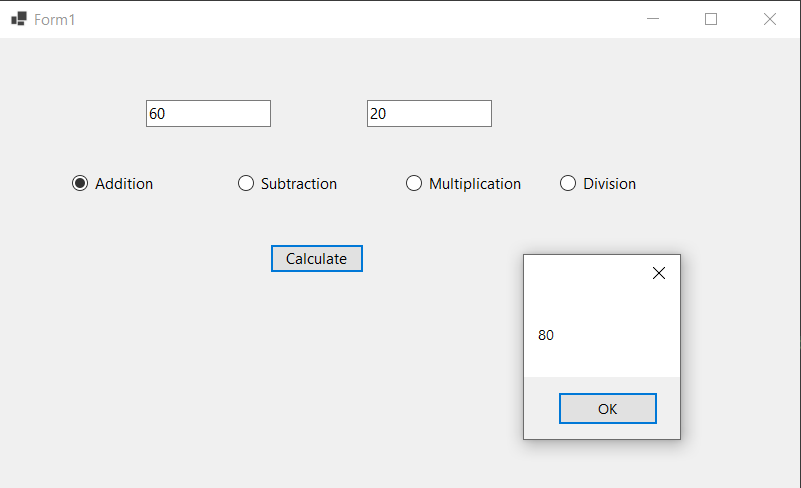 Form1
60 20
Addition Subtraction Multiplication Division
Calculate
80
OK